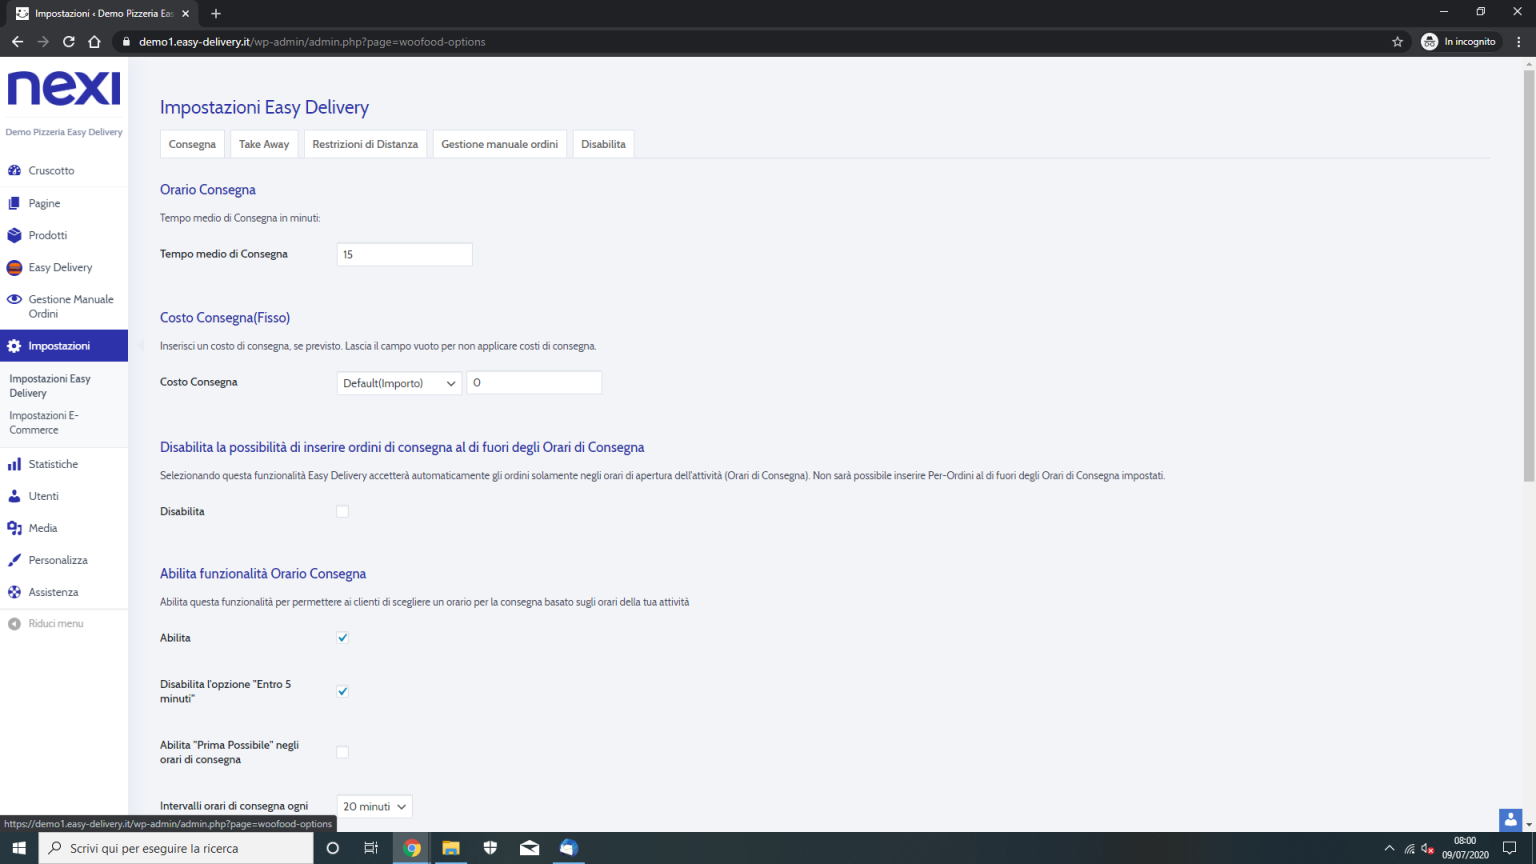 Impostazioni ‹ Demo Pizzeria Eas
demo1.easy-delivery.it/wp-admin/admin.php?page=woofood-options
In incognito
nexi
Demo Pizzeria Easy Delivery
Cruscotto
Pagine
Prodotti
Easy Delivery
Gestione Manuale
Ordini
Impostazioni
Impostazioni Easy
Delivery
Impostazioni E-
Commerce
Statistiche
Utenti
Media
Personalizza
Assistenza
Riduci menu
Impostazioni Easy Delivery
Consegna
Take Away
Restrizioni di Distanza
Gestione manuale ordini
Disabilita
Orario Consegna
Tempo medio di Consegna in minuti:
Tempo medio di Consegna
15
Costo Consegna(Fisso)
Inserisci un costo di consegna, se previsto. Lascia il campo vuoto per non applicare costi di consegna.
Costo Consegna
Default(Importo)
0
Disabilita la possibilità di inserire ordini di consegna al di fuori degli Orari di Consegna
Selezionando questa funzionalità Easy Delivery accetterà automaticamente gli ordini solamente negli orari di apertura dell'attività (Orari di Consegna). Non sarà possibile inserire Per-Ordini al di fuori degli Orari di Consegna impostati.
Disabilita
Abilita funzionalità Orario Consegna
Abilita questa funzionalità per permettere ai clienti di scegliere un orario per la consegna basato sugli orari della tua attività
Abilita
Disabilita l'opzione "Entro 5
minuti"
Abilita "Prima Possibile" negli
orari di consegna
Intervalli orari di consegna ogni
20 minuti
https://demo1.easy-delivery.it/wp-admin/admin.php?page=woofood-options
Scrivi qui per eseguire la ricerca
08:00
09/07/2020